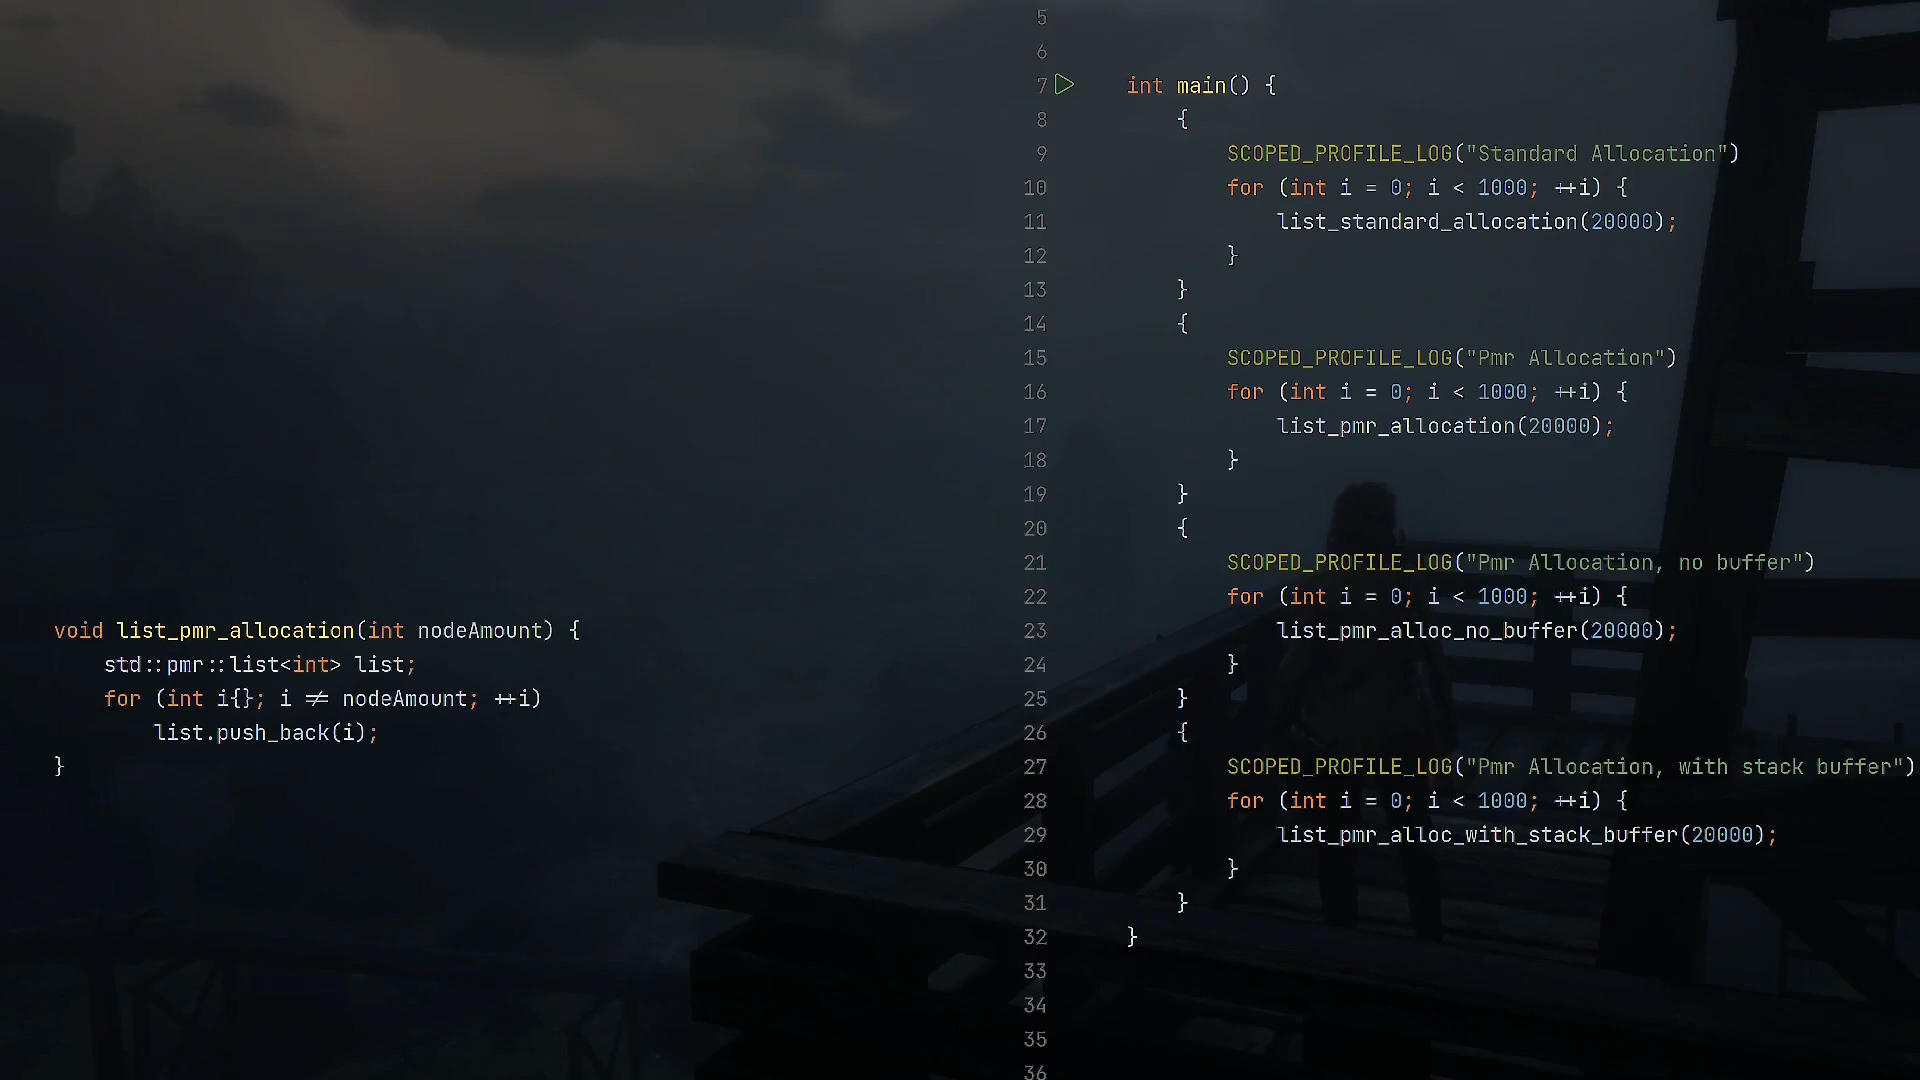 void list_pmr_allocation(int nodeAmount) {
    std::pmr::list<int> list;
    for (int i{}; i != nodeAmount; ++i)
        list.push_back(i);
}
5
6
7 int main() {
8     {
9         SCOPED_PROFILE_LOG("Standard Allocation")
10         for (int i = 0; i < 1000; ++i) {
11             list_standard_allocation(20000);
12         }
13     }
14     {
15         SCOPED_PROFILE_LOG("Pmr Allocation")
16         for (int i = 0; i < 1000; ++i) {
17             list_pmr_allocation(20000);
18         }
19     }
20     {
21         SCOPED_PROFILE_LOG("Pmr Allocation, no buffer")
22         for (int i = 0; i < 1000; ++i) {
23             list_pmr_alloc_no_buffer(20000);
24         }
25     }
26     {
27         SCOPED_PROFILE_LOG("Pmr Allocation, with stack buffer")
28         for (int i = 0; i < 1000; ++i) {
29             list_pmr_alloc_with_stack_buffer(20000);
30         }
31     }
32 }
33
34
35
36